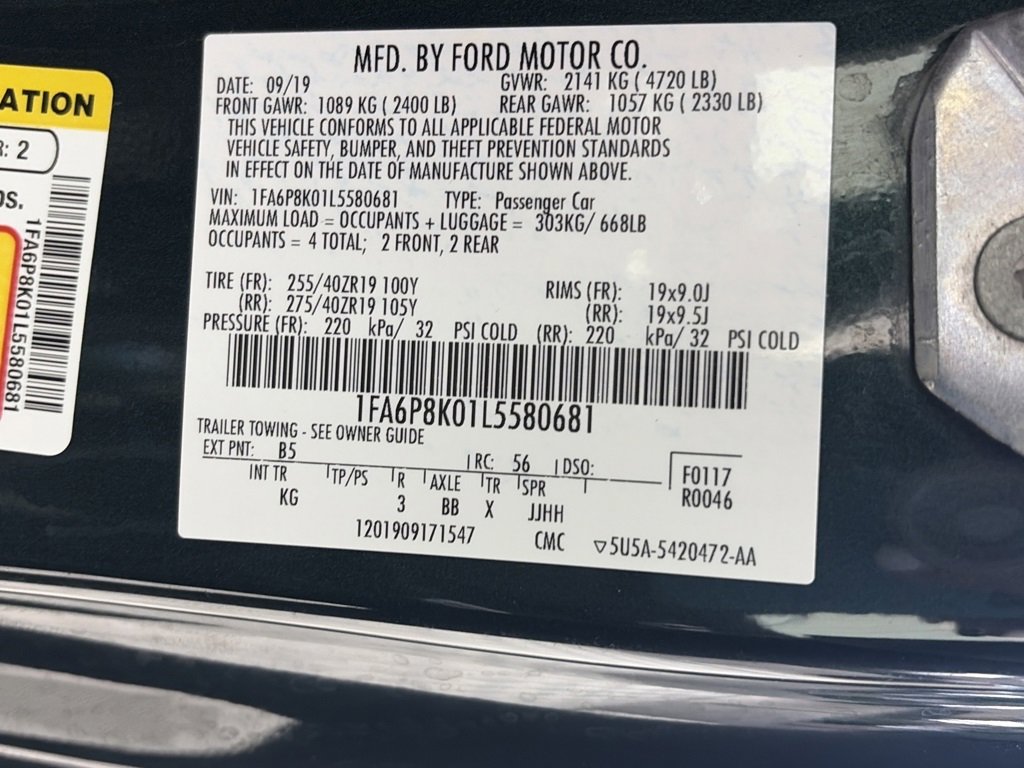 ATION
R: 2
os.
1FA6P8K01L5580681
MFD. BY FORD MOTOR CO.
DATE: 09/19 GVWR: 2141 KG ( 4720 LB)
FRONT GAWR: 1089 KG ( 2400 LB) REAR GAWR: 1057 KG ( 2330 LB)
THIS VEHICLE CONFORMS TO ALL APPLICABLE FEDERAL MOTOR
VEHICLE SAFETY, BUMPER, AND THEFT PREVENTION STANDARDS
IN EFFECT ON THE DATE OF MANUFACTURE SHOWN ABOVE.
VIN: 1FA6P8K01L5580681 TYPE: Passenger Car
MAXIMUM LOAD = OCCUPANTS + LUGGAGE = 303KG/ 668LB
OCCUPANTS = 4 TOTAL; 2 FRONT, 2 REAR
TIRE (FR): 255/40ZR19 100Y RIMS (FR): 19x9.0J
(RR): 275/40ZR19 105Y (RR): 19x9.5J
PRESSURE (FR): 220 kPa/ 32 PSI COLD (RR): 220 kPa/ 32 PSI COLD
1FA6P8K01L5580681
TRAILER TOWING - SEE OWNER GUIDE
EXT PNT: B5 RC: 56 DSO: F0117
INT TR TP/PS R AXLE TR SPR R0046
KG 3 BB X JJHH
1201909171547 CMC ▽5U5A-5420472-AA